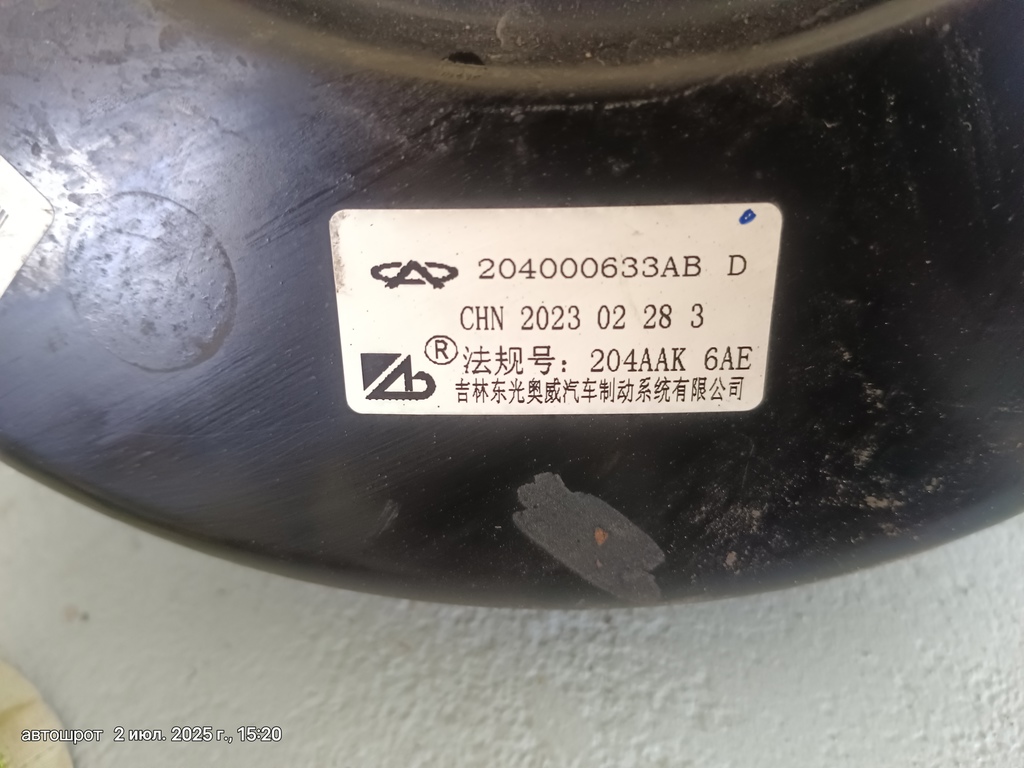 204000633AB D
CHN 2023 02 28 3
® 法规号: 204AAK 6AE
吉林东光奥威汽车制动系统有限公司
автошрот 2 июл. 2025 г., 15:20